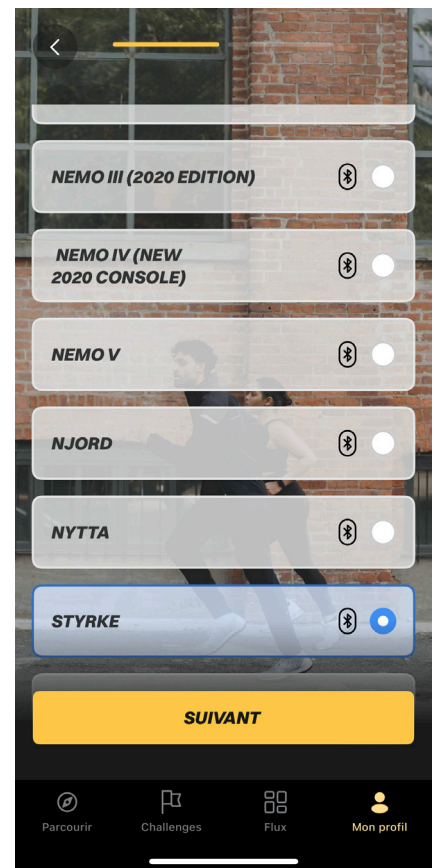 NEMO III (2020 EDITION)
NEMO IV (NEW
2020 CONSOLE)
NEMO V
NJORD
NYTTA
STYRKE
SUIVANT
Parcourir
Challenges
Flux
Mon profil